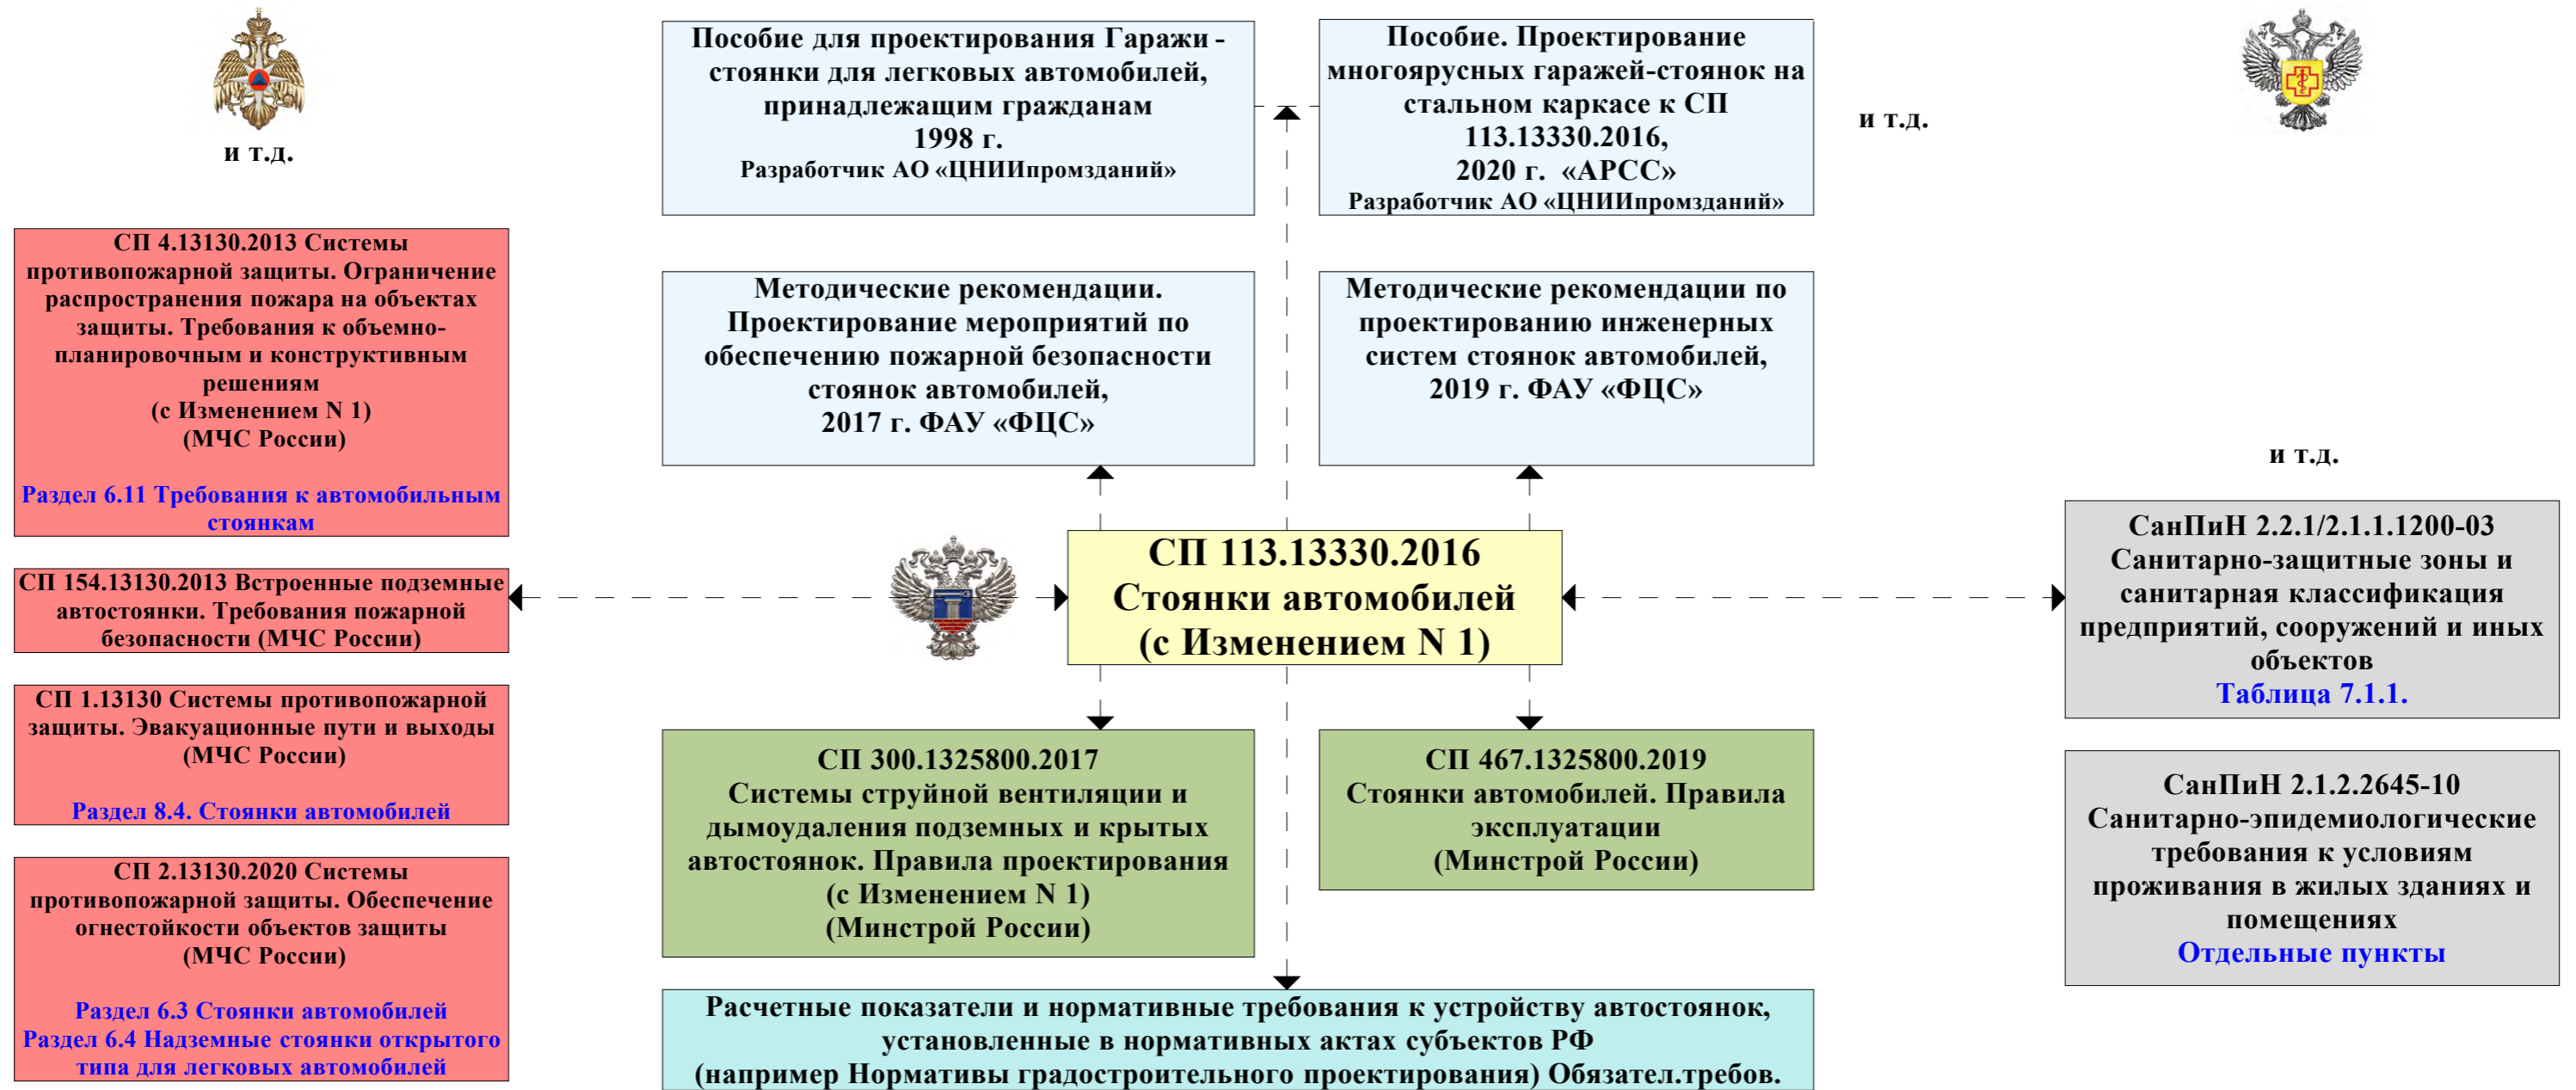 и т.д.
СП 4.13130.2013 Системы
противопожарной защиты. Ограничение
распространения пожара на объектах
защиты. Требования к объемно-
планировочным и конструктивным
решениям
(с Изменением N 1)
(МЧС России)
Раздел 6.11 Требования к автомобильным
стоянкам
СП 154.13130.2013 Встроенные подземные
автостоянки. Требования пожарной
безопасности (МЧС России)
СП 1.13130 Системы противопожарной
защиты. Эвакуационные пути и выходы
(МЧС России)
Раздел 8.4. Стоянки автомобилей
СП 2.13130.2020 Системы
противопожарной защиты. Обеспечение
огнестойкости объектов защиты
(МЧС России)
Раздел 6.3 Стоянки автомобилей
Раздел 6.4 Надземные стоянки открытого
типа для легковых автомобилей
Пособие для проектирования Гаражи -
стоянки для легковых автомобилей,
принадлежащим гражданам
1998 г.
Разработчик АО «ЦНИИпромзданий»
Пособие. Проектирование
многоярусных гаражей-стоянок на
стальном каркасе к СП
113.13330.2016,
2020 г. «АРСС»
Разработчик АО «ЦНИИпромзданий»
и т.д.
Методические рекомендации.
Проектирование мероприятий по
обеспечению пожарной безопасности
стоянок автомобилей,
2017 г. ФАУ «ФЦС»
Методические рекомендации по
проектированию инженерных
систем стоянок автомобилей,
2019 г. ФАУ «ФЦС»
СП 113.13330.2016
Стоянки автомобилей
(с Изменением N 1)
СП 300.1325800.2017
Системы струйной вентиляции и
дымоудаления подземных и крытых
автостоянок. Правила проектирования
(с Изменением N 1)
(Минстрой России)
СП 467.1325800.2019
Стоянки автомобилей. Правила
эксплуатации
(Минстрой России)
Расчетные показатели и нормативные требования к устройству автостоянок,
установленные в нормативных актах субъектов РФ
(например Нормативы градостроительного проектирования) Обязател.требов.
и т.д.
СанПиН 2.2.1/2.1.1.1200-03
Санитарно-защитные зоны и
санитарная классификация
предприятий, сооружений и иных
объектов
Таблица 7.1.1.
СанПиН 2.1.2.2645-10
Санитарно-эпидемиологические
требования к условиям
проживания в жилых зданиях и
помещениях
Отдельные пункты